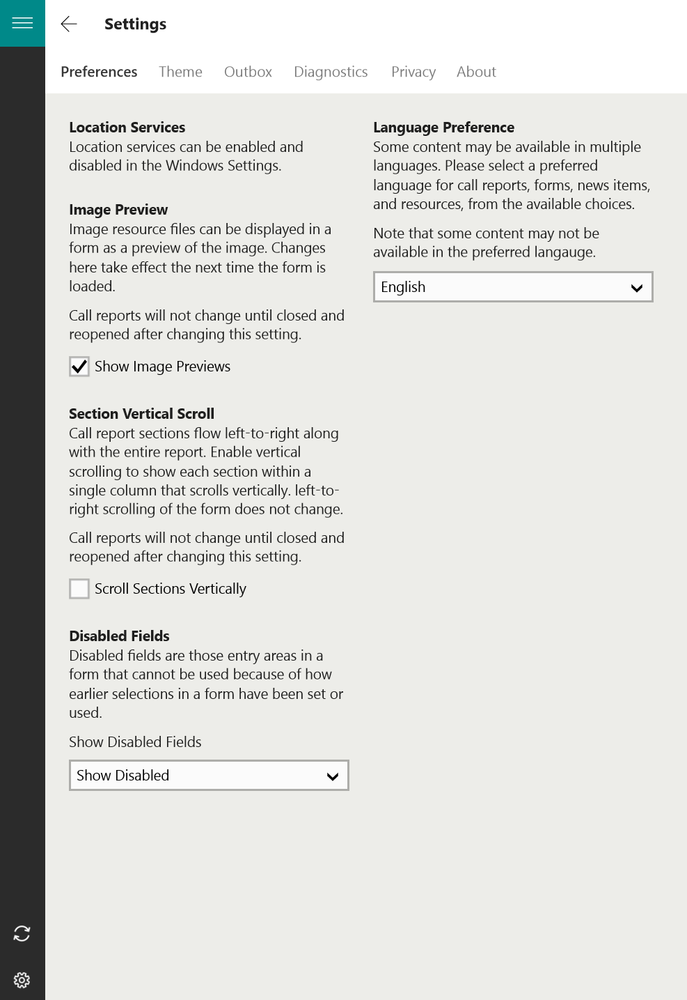 Settings
Preferences Theme Outbox Diagnostics Privacy About
Location Services
Location services can be enabled and
disabled in the Windows Settings.
Image Preview
Image resource files can be displayed in a
form as a preview of the image. Changes
here take effect the next time the form is
loaded.
Call reports will not change until closed and
reopened after changing this setting.
Show Image Previews
Section Vertical Scroll
Call report sections flow left-to-right along
with the entire report. Enable vertical
scrolling to show each section within a
single column that scrolls vertically. left-to-
right scrolling of the form does not change.
Call reports will not change until closed and
reopened after changing this setting.
Scroll Sections Vertically
Disabled Fields
Disabled fields are those entry areas in a
form that cannot be used because of how
earlier selections in a form have been set or
used.
Show Disabled Fields
Show Disabled
Language Preference
Some content may be available in multiple
languages. Please select a preferred
language for call reports, forms, news items,
and resources, from the available choices.
Note that some content may not be
available in the preferred langauge.
English